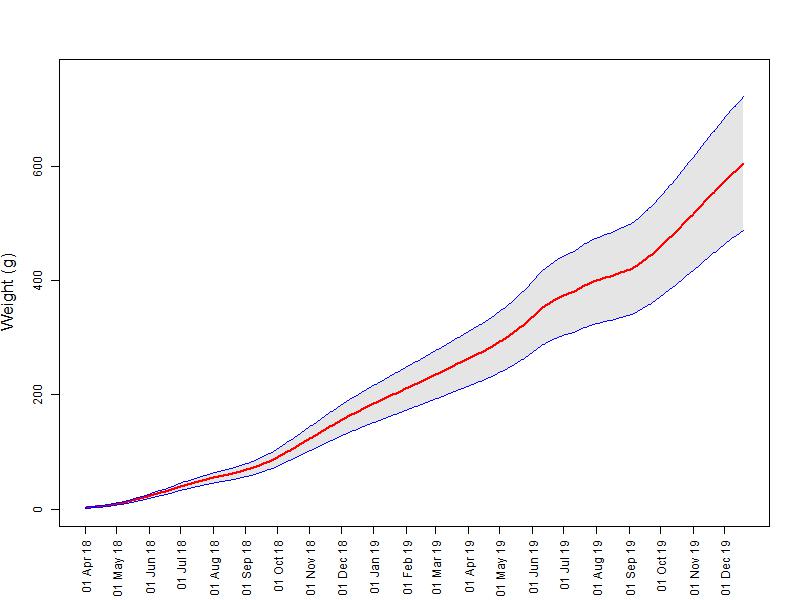 Weight (g)
600
400
200
0
01 Apr 18
01 May 18
01 Jun 18
01 Jul 18
01 Aug 18
01 Sep 18
01 Oct 18
01 Nov 18
01 Dec 18
01 Jan 19
01 Feb 19
01 Mar 19
01 Apr 19
01 May 19
01 Jun 19
01 Jul 19
01 Aug 19
01 Sep 19
01 Oct 19
01 Nov 19
01 Dec 19